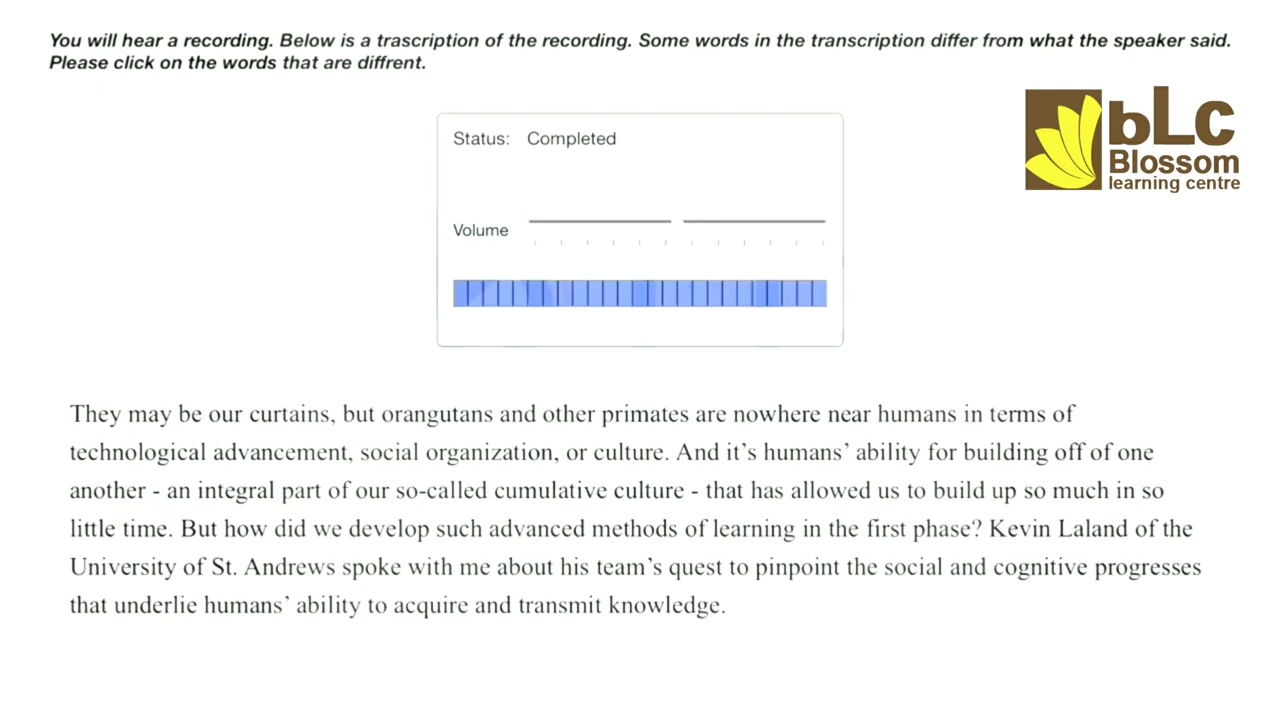 You will hear a recording. Below is a trascription of the recording. Some words in the transcription differ from what the speaker said.
Please click on the words that are diffrent.
bLc
Blossom
learning centre
Status: Completed
Volume
They may be our curtains, but orangutans and other primates are nowhere near humans in terms of
technological advancement, social organization, or culture. And it's humans' ability for building off of one
another - an integral part of our so-called cumulative culture - that has allowed us to build up so much in so
little time. But how did we develop such advanced methods of learning in the first phase? Kevin Laland of the
University of St. Andrews spoke with me about his team's quest to pinpoint the social and cognitive progresses
that underlie humans' ability to acquire and transmit knowledge.